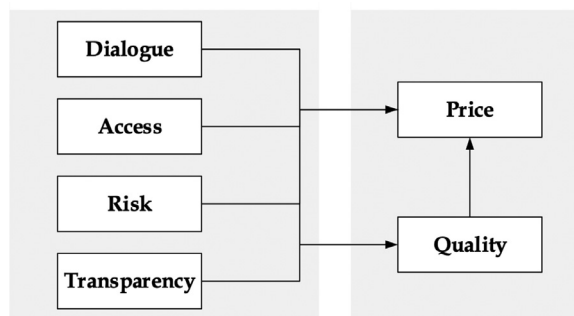 Dialogue
Access
Risk
Transparency
Price
Quality